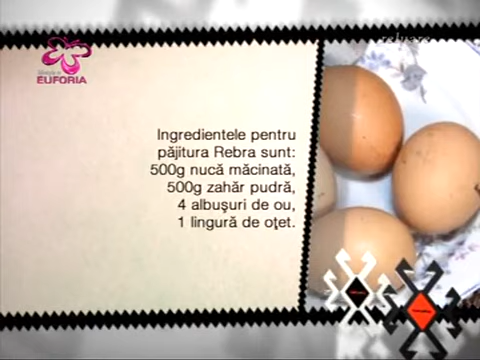 EUFORIA
Ingredientele pentru
păjitura Rebra sunt:
500g nucă măcinată,
500g zahăr pudră,
4 albuşuri de ou,
1 lingură de oţet.